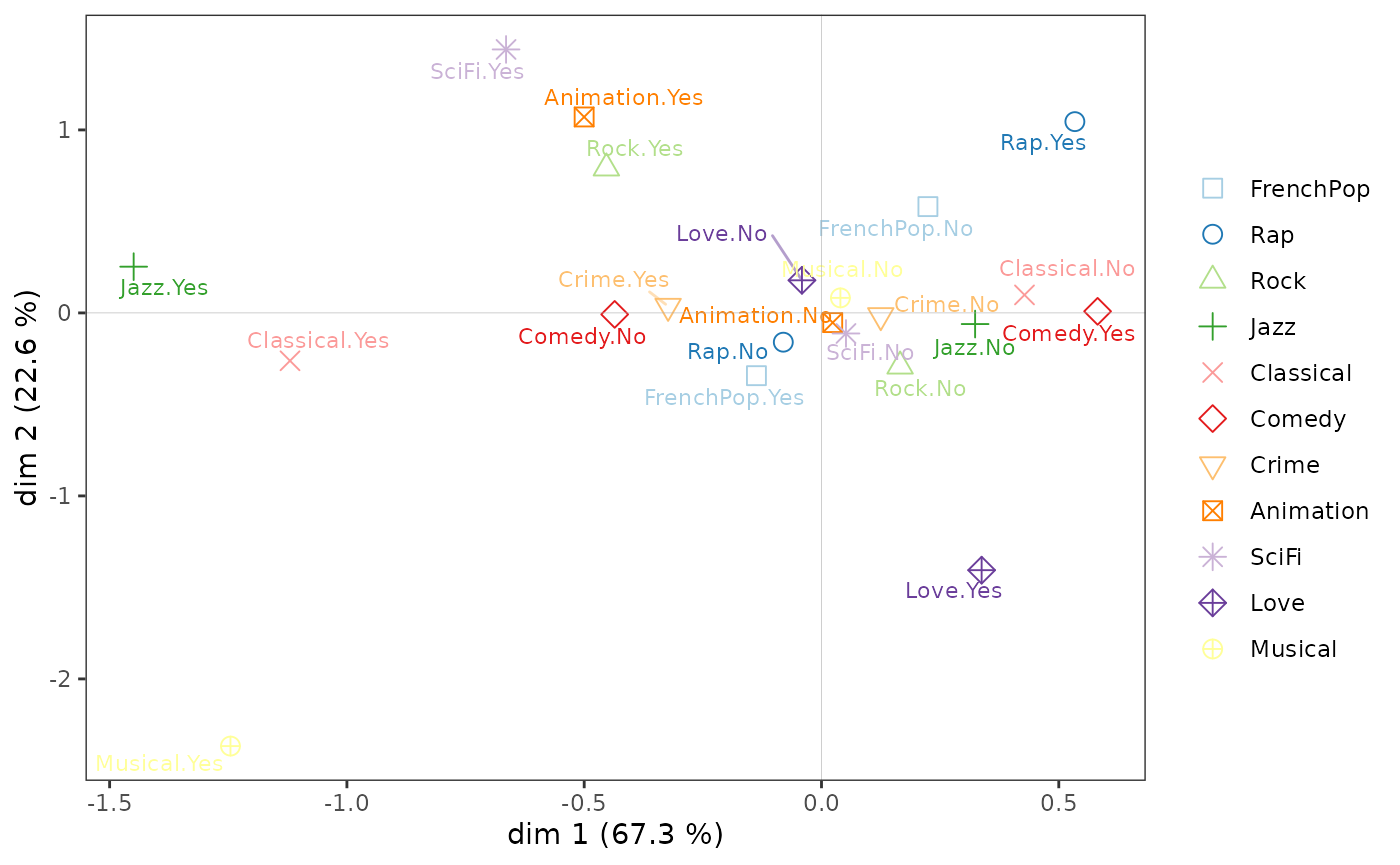 SciFi.Yes
Animation.Yes
Rock.Yes
Rap.Yes
FrenchPop.No
Love.No
Musical.No
Classical.No
Crime.Yes
Jazz.Yes
Crime.No
Animation.No
Comedy.No
Comedy.Yes
Classical.Yes
Rap.No
SciFi.No
Jazz.No
Rock.No
FrenchPop.Yes
Love.Yes
Musical.Yes
1
0
-1
-2
-1.5
-1.0
-0.5
0.0
0.5
dim 1 (67.3 %)
dim 2 (22.6 %)
FrenchPop
Rap
Rock
Jazz
Classical
Comedy
Crime
Animation
SciFi
Love
Musical